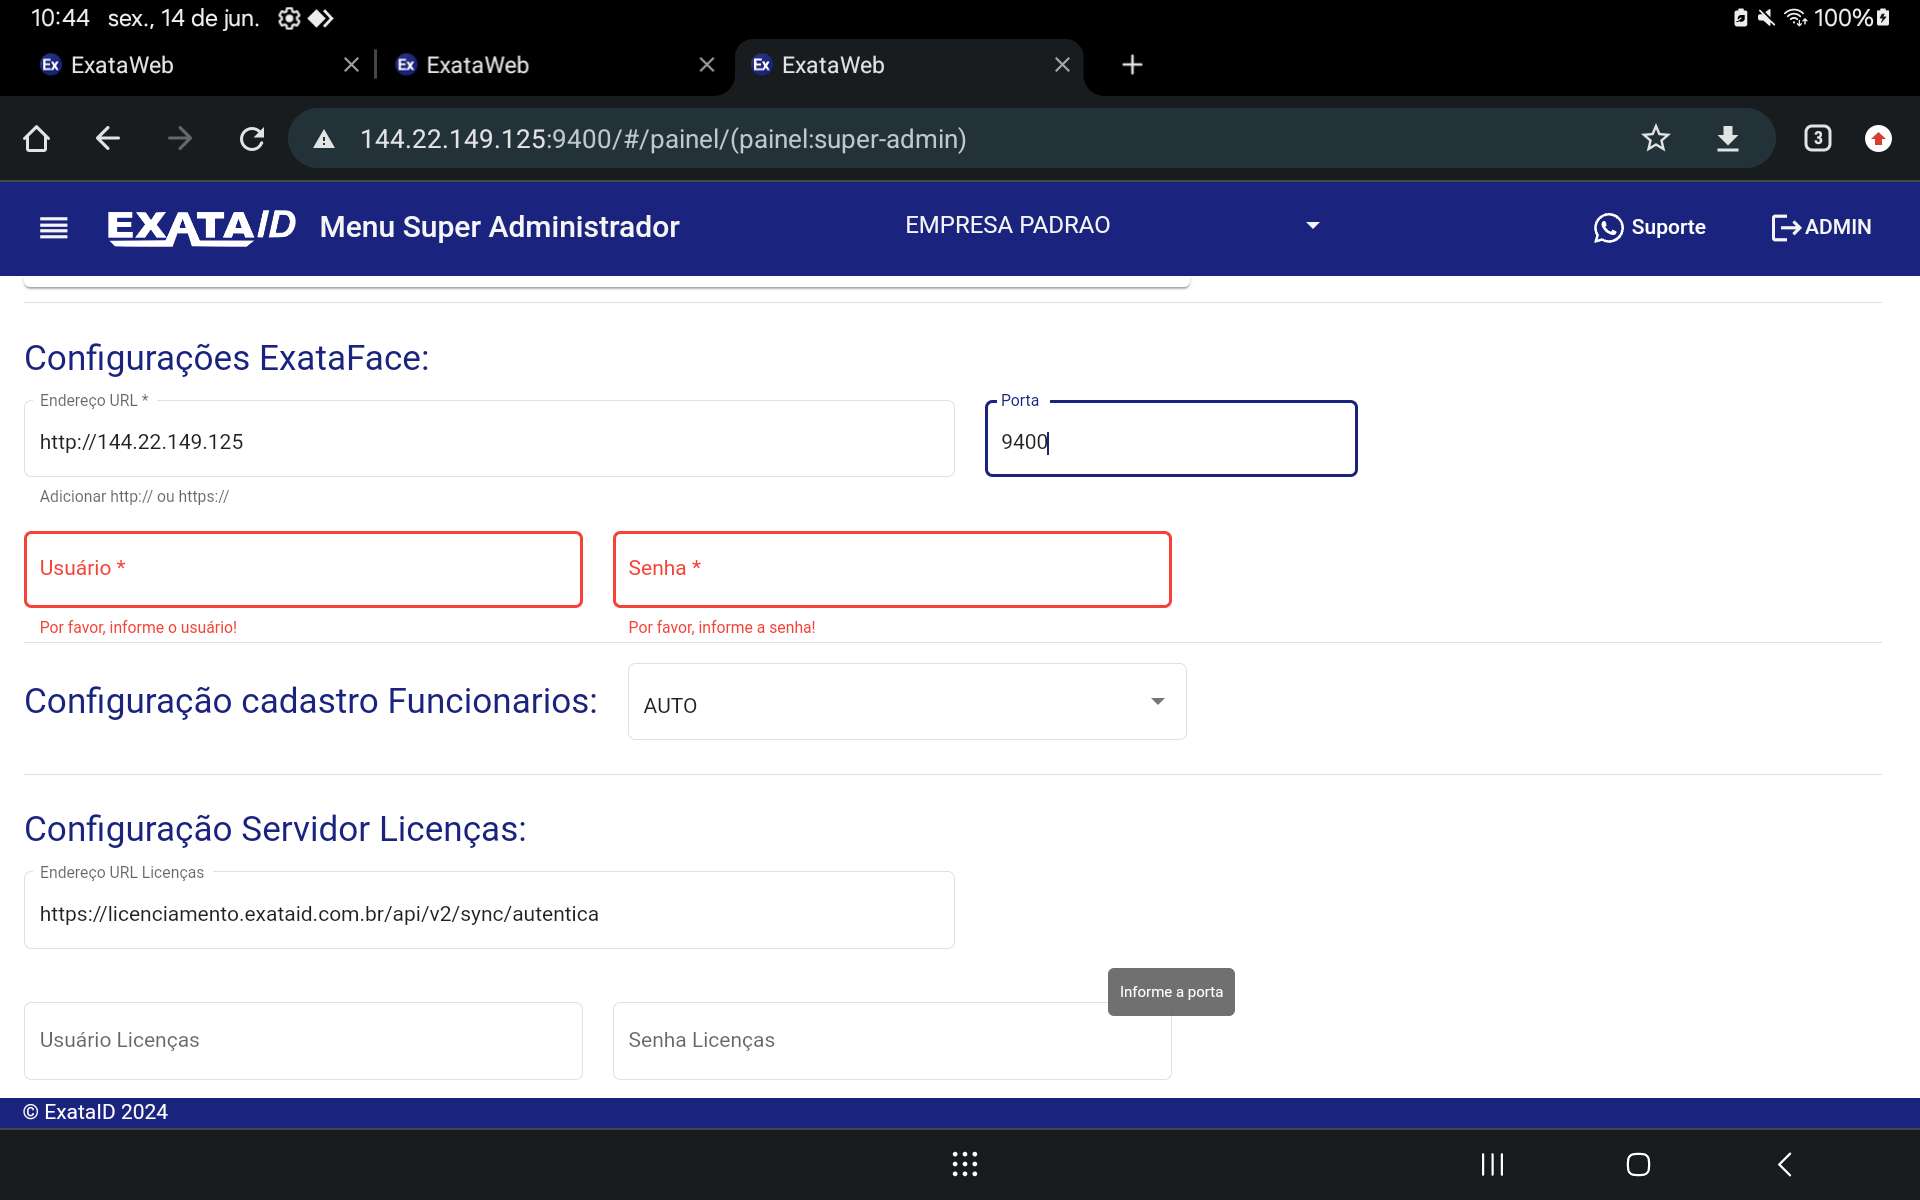 10:44 sex., 14 de jun.
100%
Ex ExataWeb
Ex ExataWeb
Ex ExataWeb
144.22.149.125:9400/#/painel/(painel:super-admin)
3
EXATAID Menu Super Administrador
EMPRESA PADRAO
Suporte
ADMIN
Configurações ExataFace:
Endereço URL *
Porta
http://144.22.149.125
9400
Adicionar http:// ou https://
Usuário *
Senha *
Por favor, informe o usuário!
Por favor, informe a senha!
Configuração cadastro Funcionarios:
AUTO
Configuração Servidor Licenças:
Endereço URL Licenças
https://licenciamento.exataid.com.br/api/v2/sync/autentica
Informe a porta
Usuário Licenças
Senha Licenças
© ExataID 2024